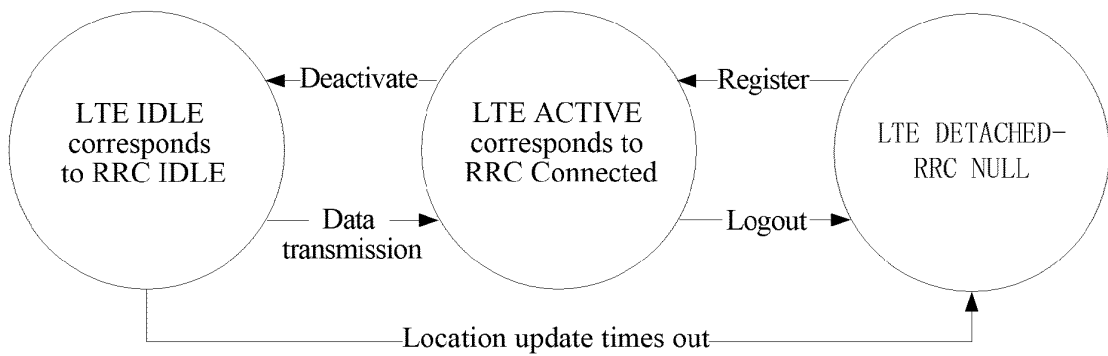 Deactivate
Register
LTE IDLE
corresponds
to RRC IDLE
LTE ACTIVE
corresponds to
RRC Connected
LTE DETACHED-
RRC NULL
Data
transmission
Logout
Location update times out